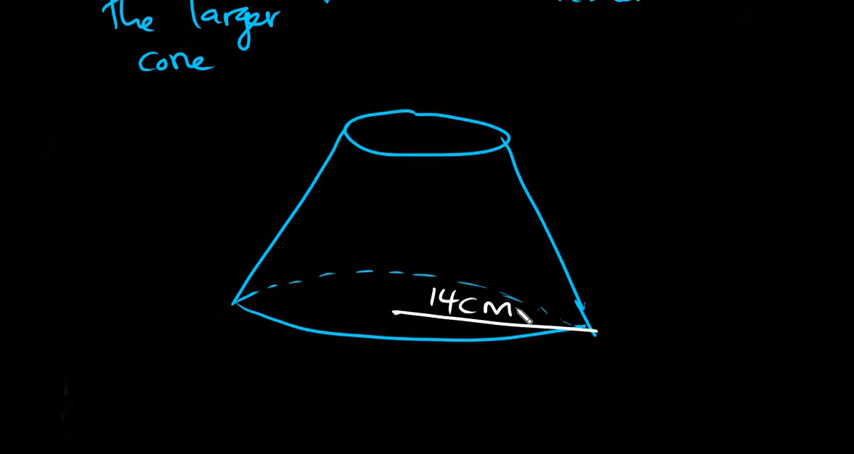 the larger
cone
14cm